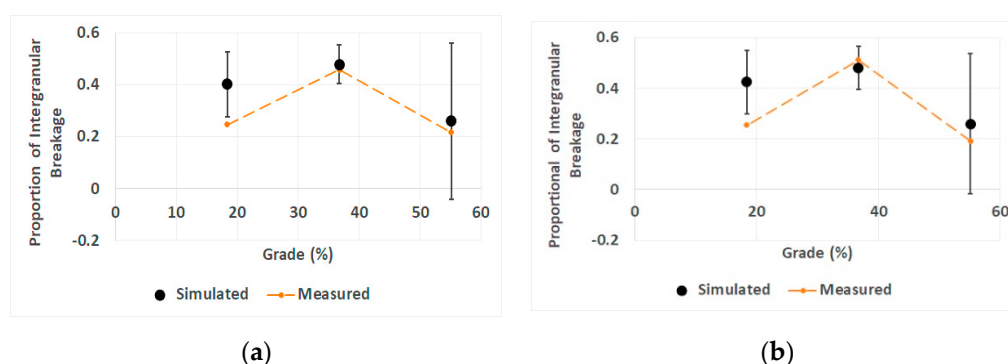 0.6
0.4
0.2
0
-0.2
0 10 20 30 40 50 60
Proportion of Intergranular
Breakage
Grade (%)
Simulated Measured
(a)
0.6
0.4
0.2
0
-0.2
0 20 40 60
Proportional of Intergranular
Breakage
Grade (%)
Simulated Measured
(b)